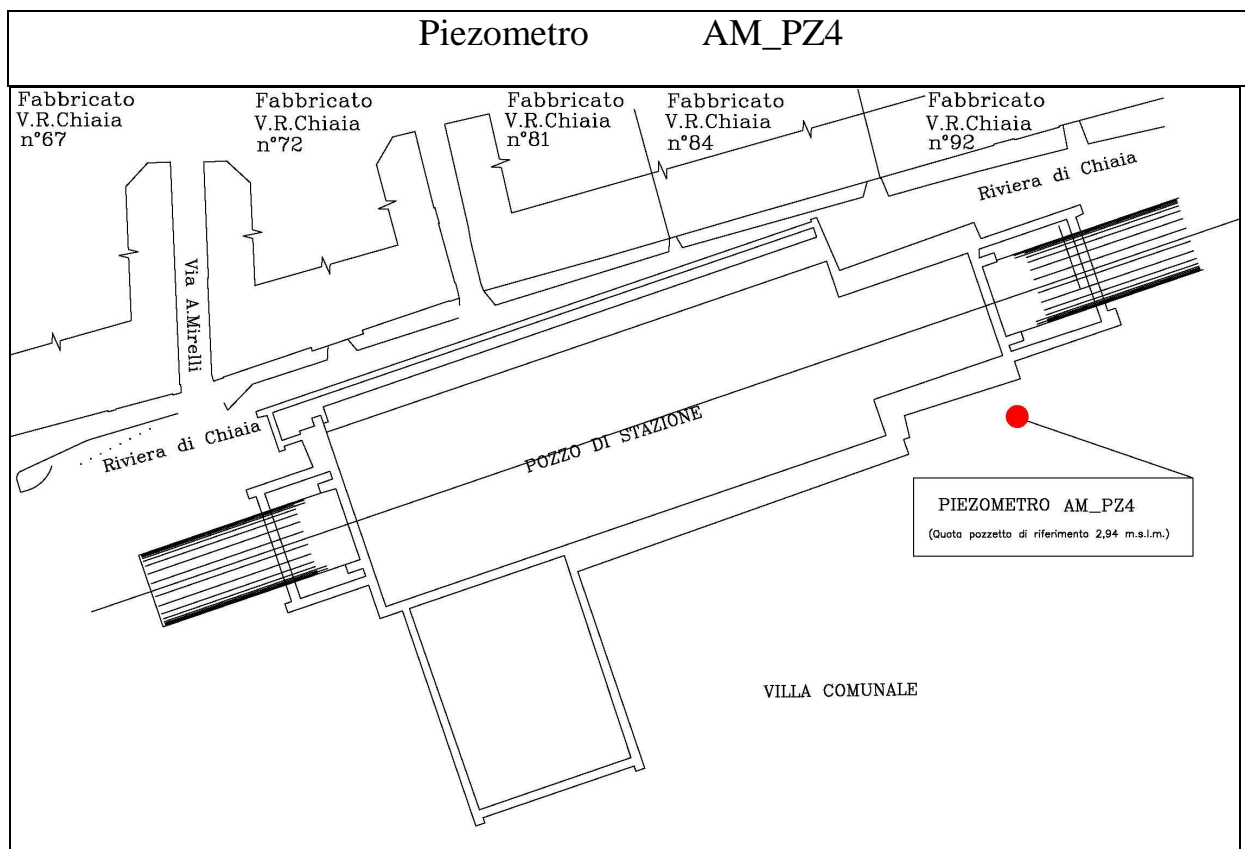 Piezometro AM_PZ4
Fabbricato
V.R.Chiaia
n°67
Fabbricato
V.R.Chiaia
n°72
Fabbricato
V.R.Chiaia
n°81
Fabbricato
V.R.Chiaia
n°84
Fabbricato
V.R.Chiaia
n°92
Riviera di Chiaia
Via A.Mirelli
Riviera di Chiaia
POZZO DI STAZIONE
PIEZOMETRO AM_PZ4
(Quota pozzetto di riferimento 2,94 m.s.l.m.)
VILLA COMUNALE